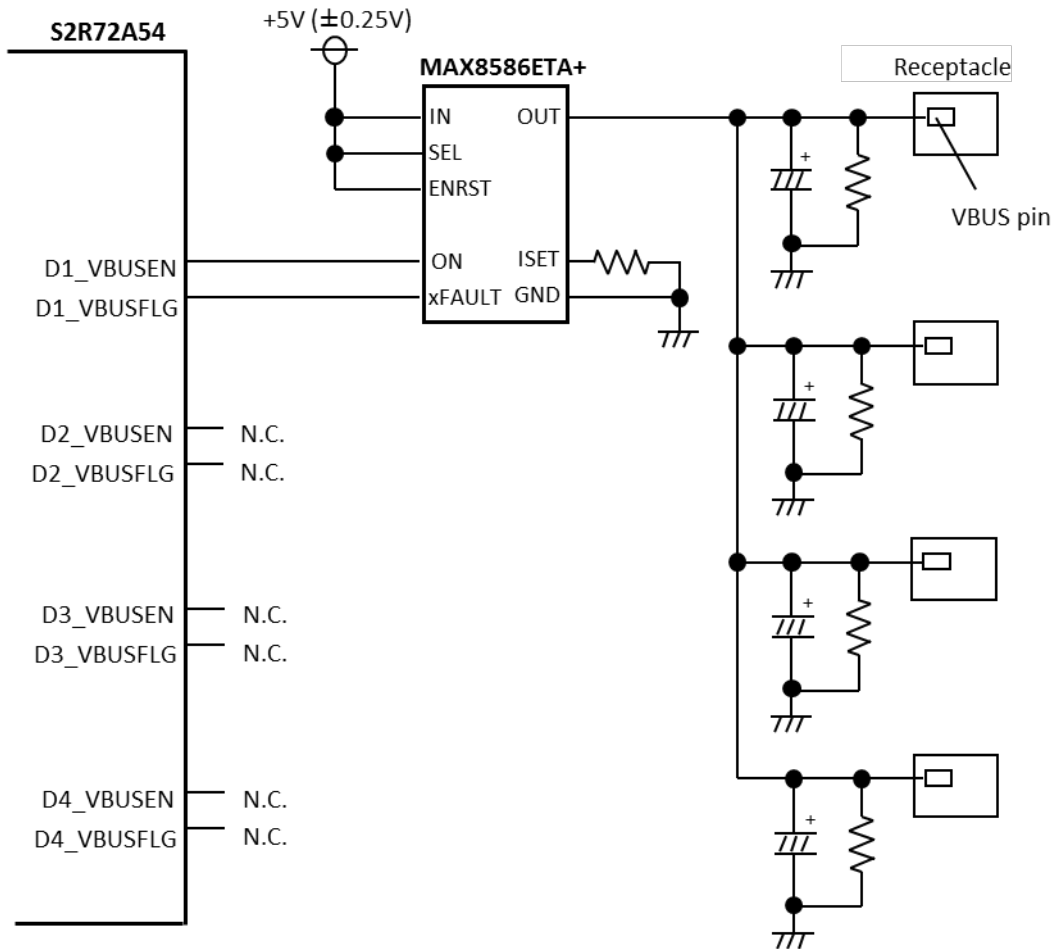 S2R72A54
+5V (±0.25V)
MAX8586ETA+
Receptacle
IN
OUT
SEL
ENRST
+
VBUS pin
D1_VBUSEN
ON
ISET
D1_VBUSFLG
xFAULT
GND
+
D2_VBUSEN
N.C.
D2_VBUSFLG
N.C.
D3_VBUSEN
N.C.
+
D3_VBUSFLG
N.C.
D4_VBUSEN
N.C.
+
D4_VBUSFLG
N.C.